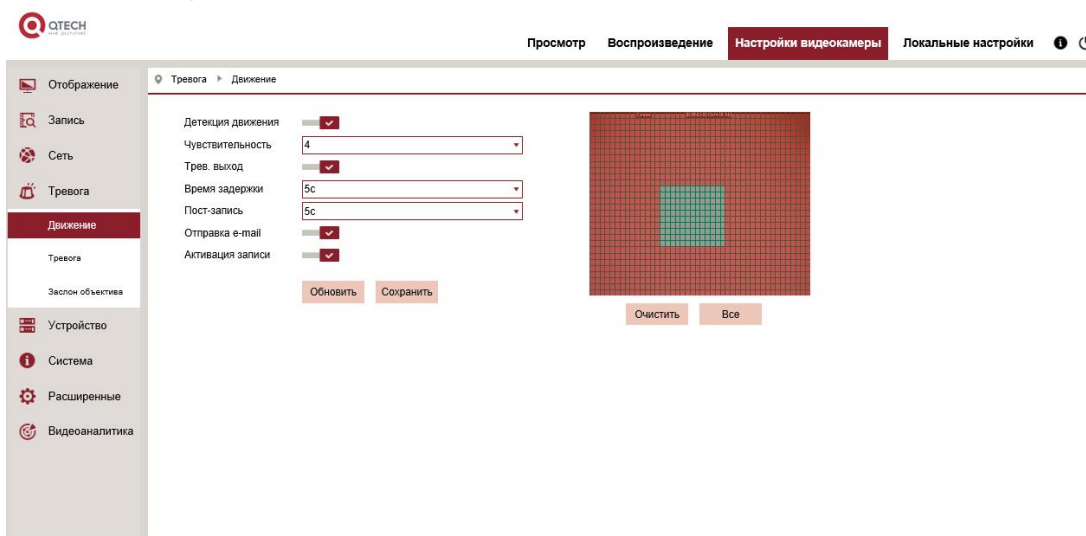 QTECH
Просмотр Воспроизведение Настройки видеокамеры Локальные настройки
Отображение
Запись
Сеть
Тревога
Движение
Тревога
Заслон объектива
Устройство
Система
Расширенные
Видеоаналитика
Тревога Движение
Детекция движения
Чувствительность 4
Трев. выход
Время задержки 5с
Пост-запись 5с
Отправка e-mail
Активация записи
Обновить Сохранить
Очистить Все